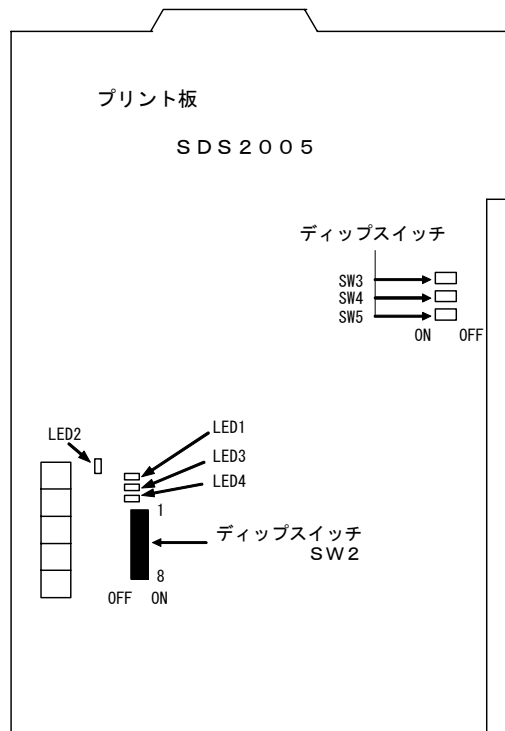 プリント板
SDS2005
ディップスイッチ
SW3
SW4
SW5
ON OFF
LED2
LED1
LED3
LED4
1
ディップスイッチ
SW2
8
OFF ON